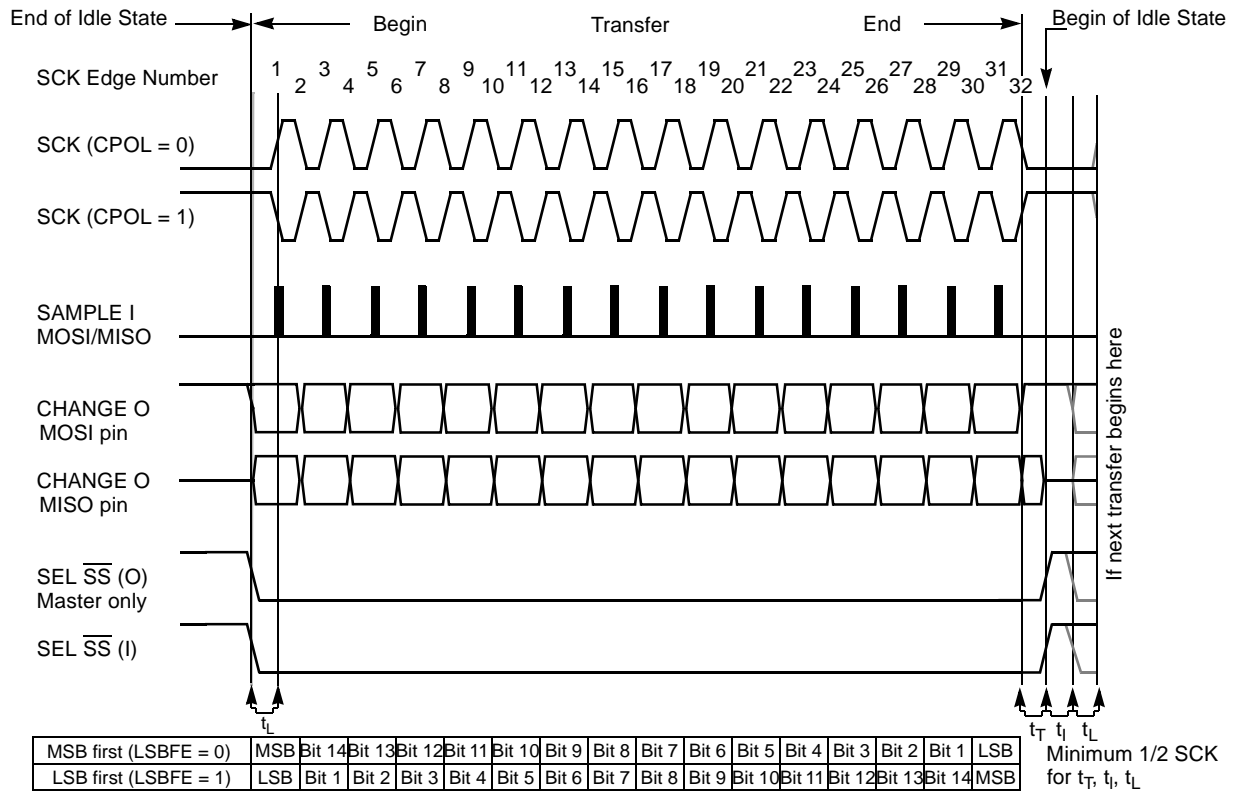 End of Idle State
Begin
Transfer
End
Begin of Idle State
SCK Edge Number
1 2 3 4 5 6 7 8 9 10 11 12 13 14 15 16 17 18 19 20 21 22 23 24 25 26 27 28 29 30 31 32
SCK (CPOL = 0)
SCK (CPOL = 1)
SAMPLE I
MOSI/MISO
CHANGE O
MOSI pin
CHANGE O
MISO pin
SEL SS (O)
Master only
SEL SS (I)
If next transfer begins here
tL
tT tI tL
MSB first (LSBFE = 0) MSB Bit 14 Bit 13 Bit 12 Bit 11 Bit 10 Bit 9 Bit 8 Bit 7 Bit 6 Bit 5 Bit 4 Bit 3 Bit 2 Bit 1 LSB
LSB first (LSBFE = 1) LSB Bit 1 Bit 2 Bit 3 Bit 4 Bit 5 Bit 6 Bit 7 Bit 8 Bit 9 Bit 10 Bit 11 Bit 12 Bit 13 Bit 14 MSB
Minimum 1/2 SCK
for tT, tI, tL